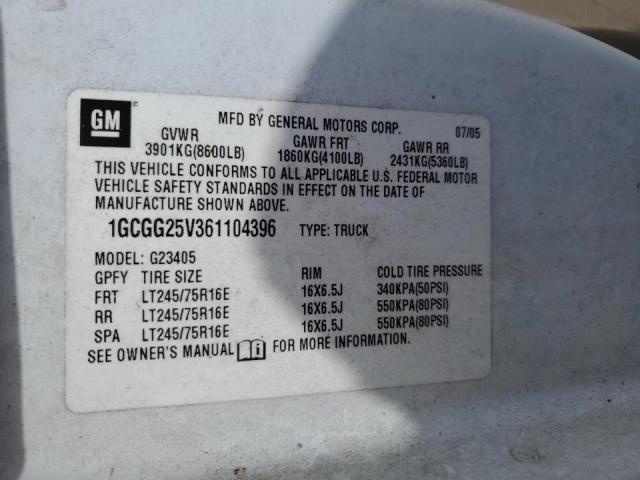 GM
MFD BY GENERAL MOTORS CORP. 07/05
GVWR GAWR FRT GAWR RR
3901KG(8600LB) 1860KG(4100LB) 2431KG(5360LB)
THIS VEHICLE CONFORMS TO ALL APPLICABLE U.S. FEDERAL MOTOR
VEHICLE SAFETY STANDARDS IN EFFECT ON THE DATE OF
MANUFACTURE SHOWN ABOVE.
1GCGG25V361104396 TYPE: TRUCK
MODEL: G23405
GPFY TIRE SIZE RIM COLD TIRE PRESSURE
FRT LT245/75R16E 16X6.5J 340KPA(50PSI)
RR LT245/75R16E 16X6.5J 550KPA(80PSI)
SPA LT245/75R16E 16X6.5J 550KPA(80PSI)
SEE OWNER'S MANUAL i FOR MORE INFORMATION.